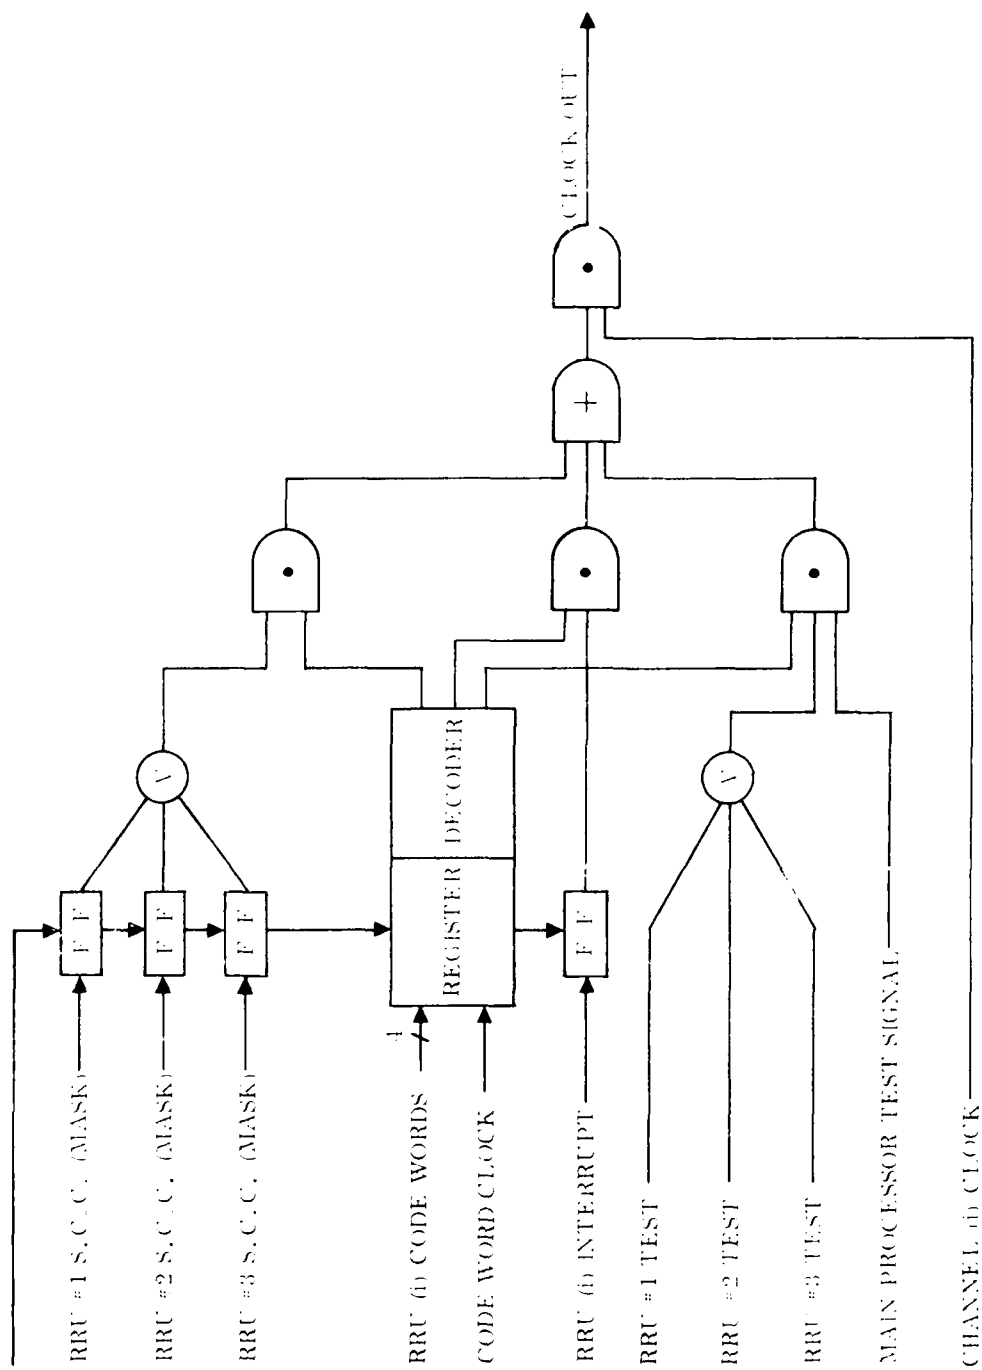 RRU #1 S.C.C. (MASK)
RRU #2 S.C.C. (MASK)
RRU #3 S.C.C. (MASK)
RRU (i) CODE WORDS
4
CODE WORD CLOCK
RRU (i) INTERRUPT
RRU #1 TEST
RRU #2 TEST
RRU #3 TEST
MAIN PROCESSOR TEST SIGNAL
CHANNEL (i) CLOCK
F F
F F
F F
REGISTER
DECODER
F F
V
V
•
•
•
+
•
CLOCK OUT